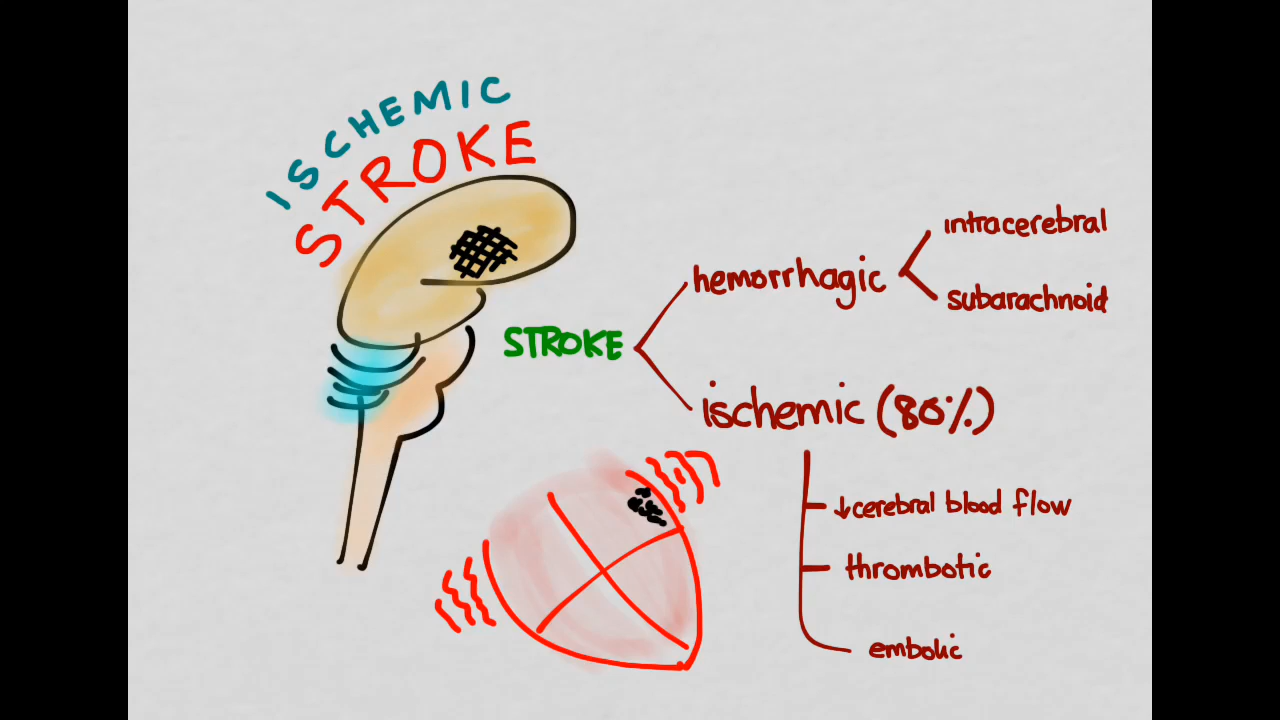 ISCHEMIC
STROKE
STROKE
hemorrhagic
intracerebral
subarachnoid
ischemic (80%)
↓cerebral blood flow
thrombotic
embolic